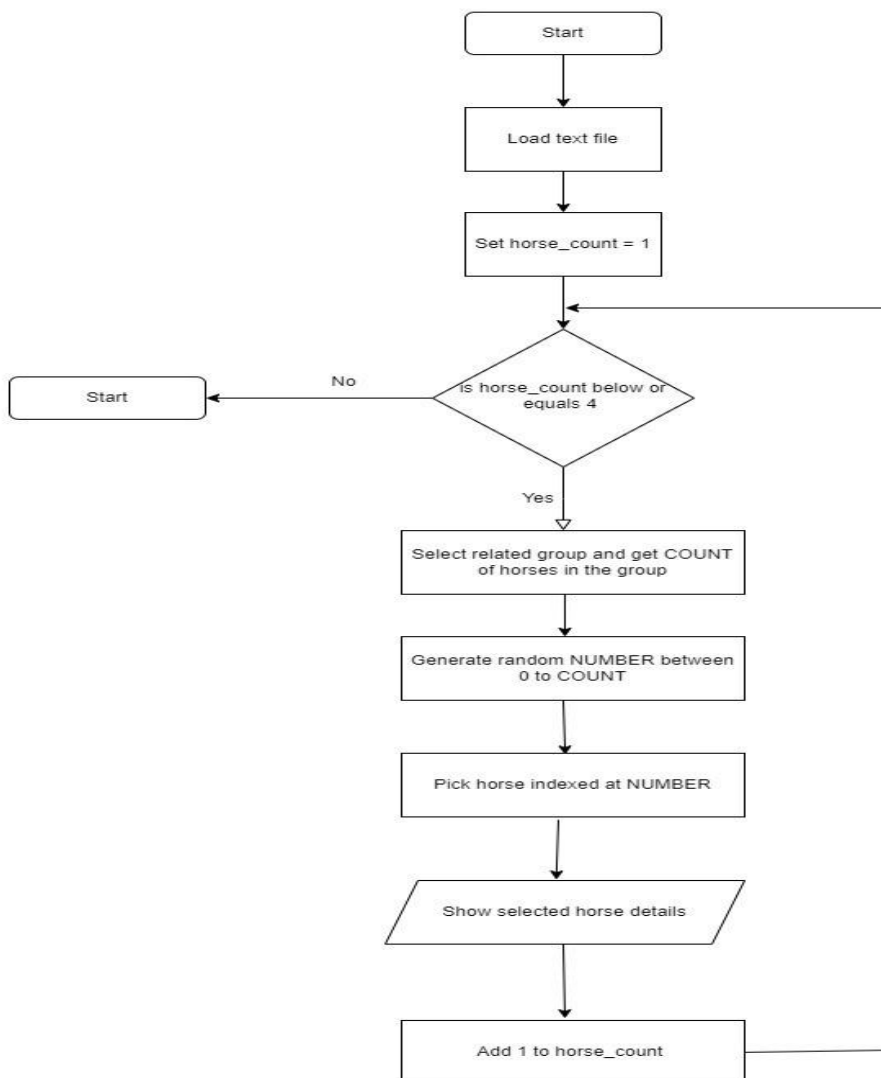 Start
Load text file
Set horse_count = 1
No
is horse_count below or
equals 4
Start
Yes
Select related group and get COUNT
of horses in the group
Generate random NUMBER between
0 to COUNT
Pick horse indexed at NUMBER
Show selected horse details
Add 1 to horse_count